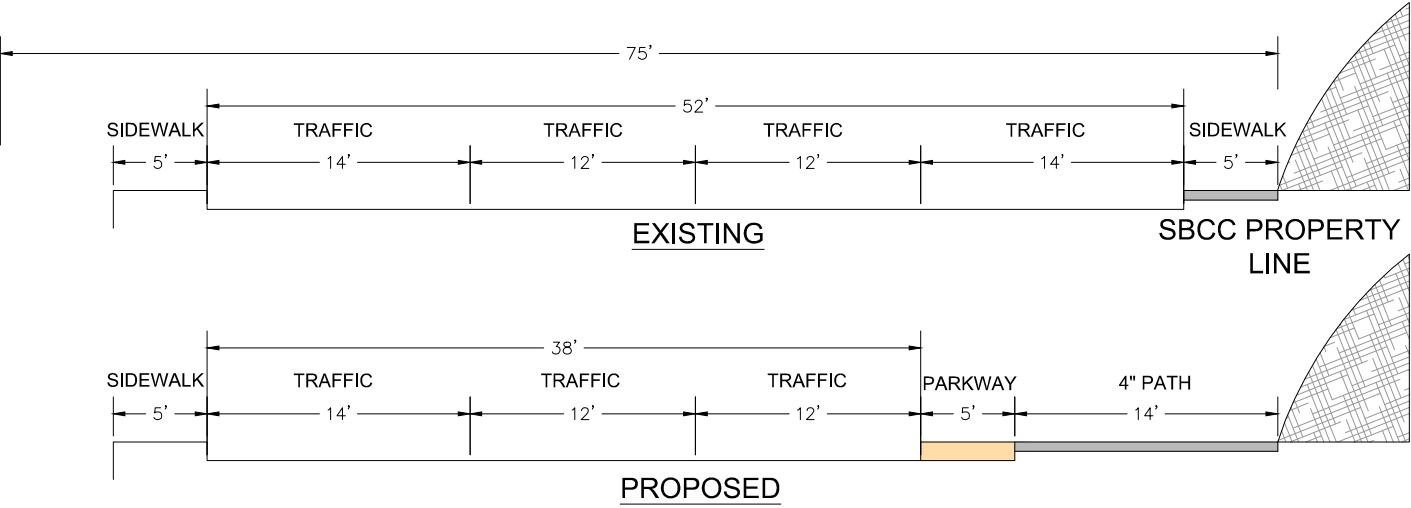 75'
52'
SIDEWALK TRAFFIC TRAFFIC TRAFFIC TRAFFIC SIDEWALK
5' 14' 12' 12' 14' 5'
EXISTING
SBCC PROPERTY
LINE
38'
SIDEWALK TRAFFIC TRAFFIC TRAFFIC PARKWAY 4" PATH
5' 14' 12' 12' 5' 14'
PROPOSED